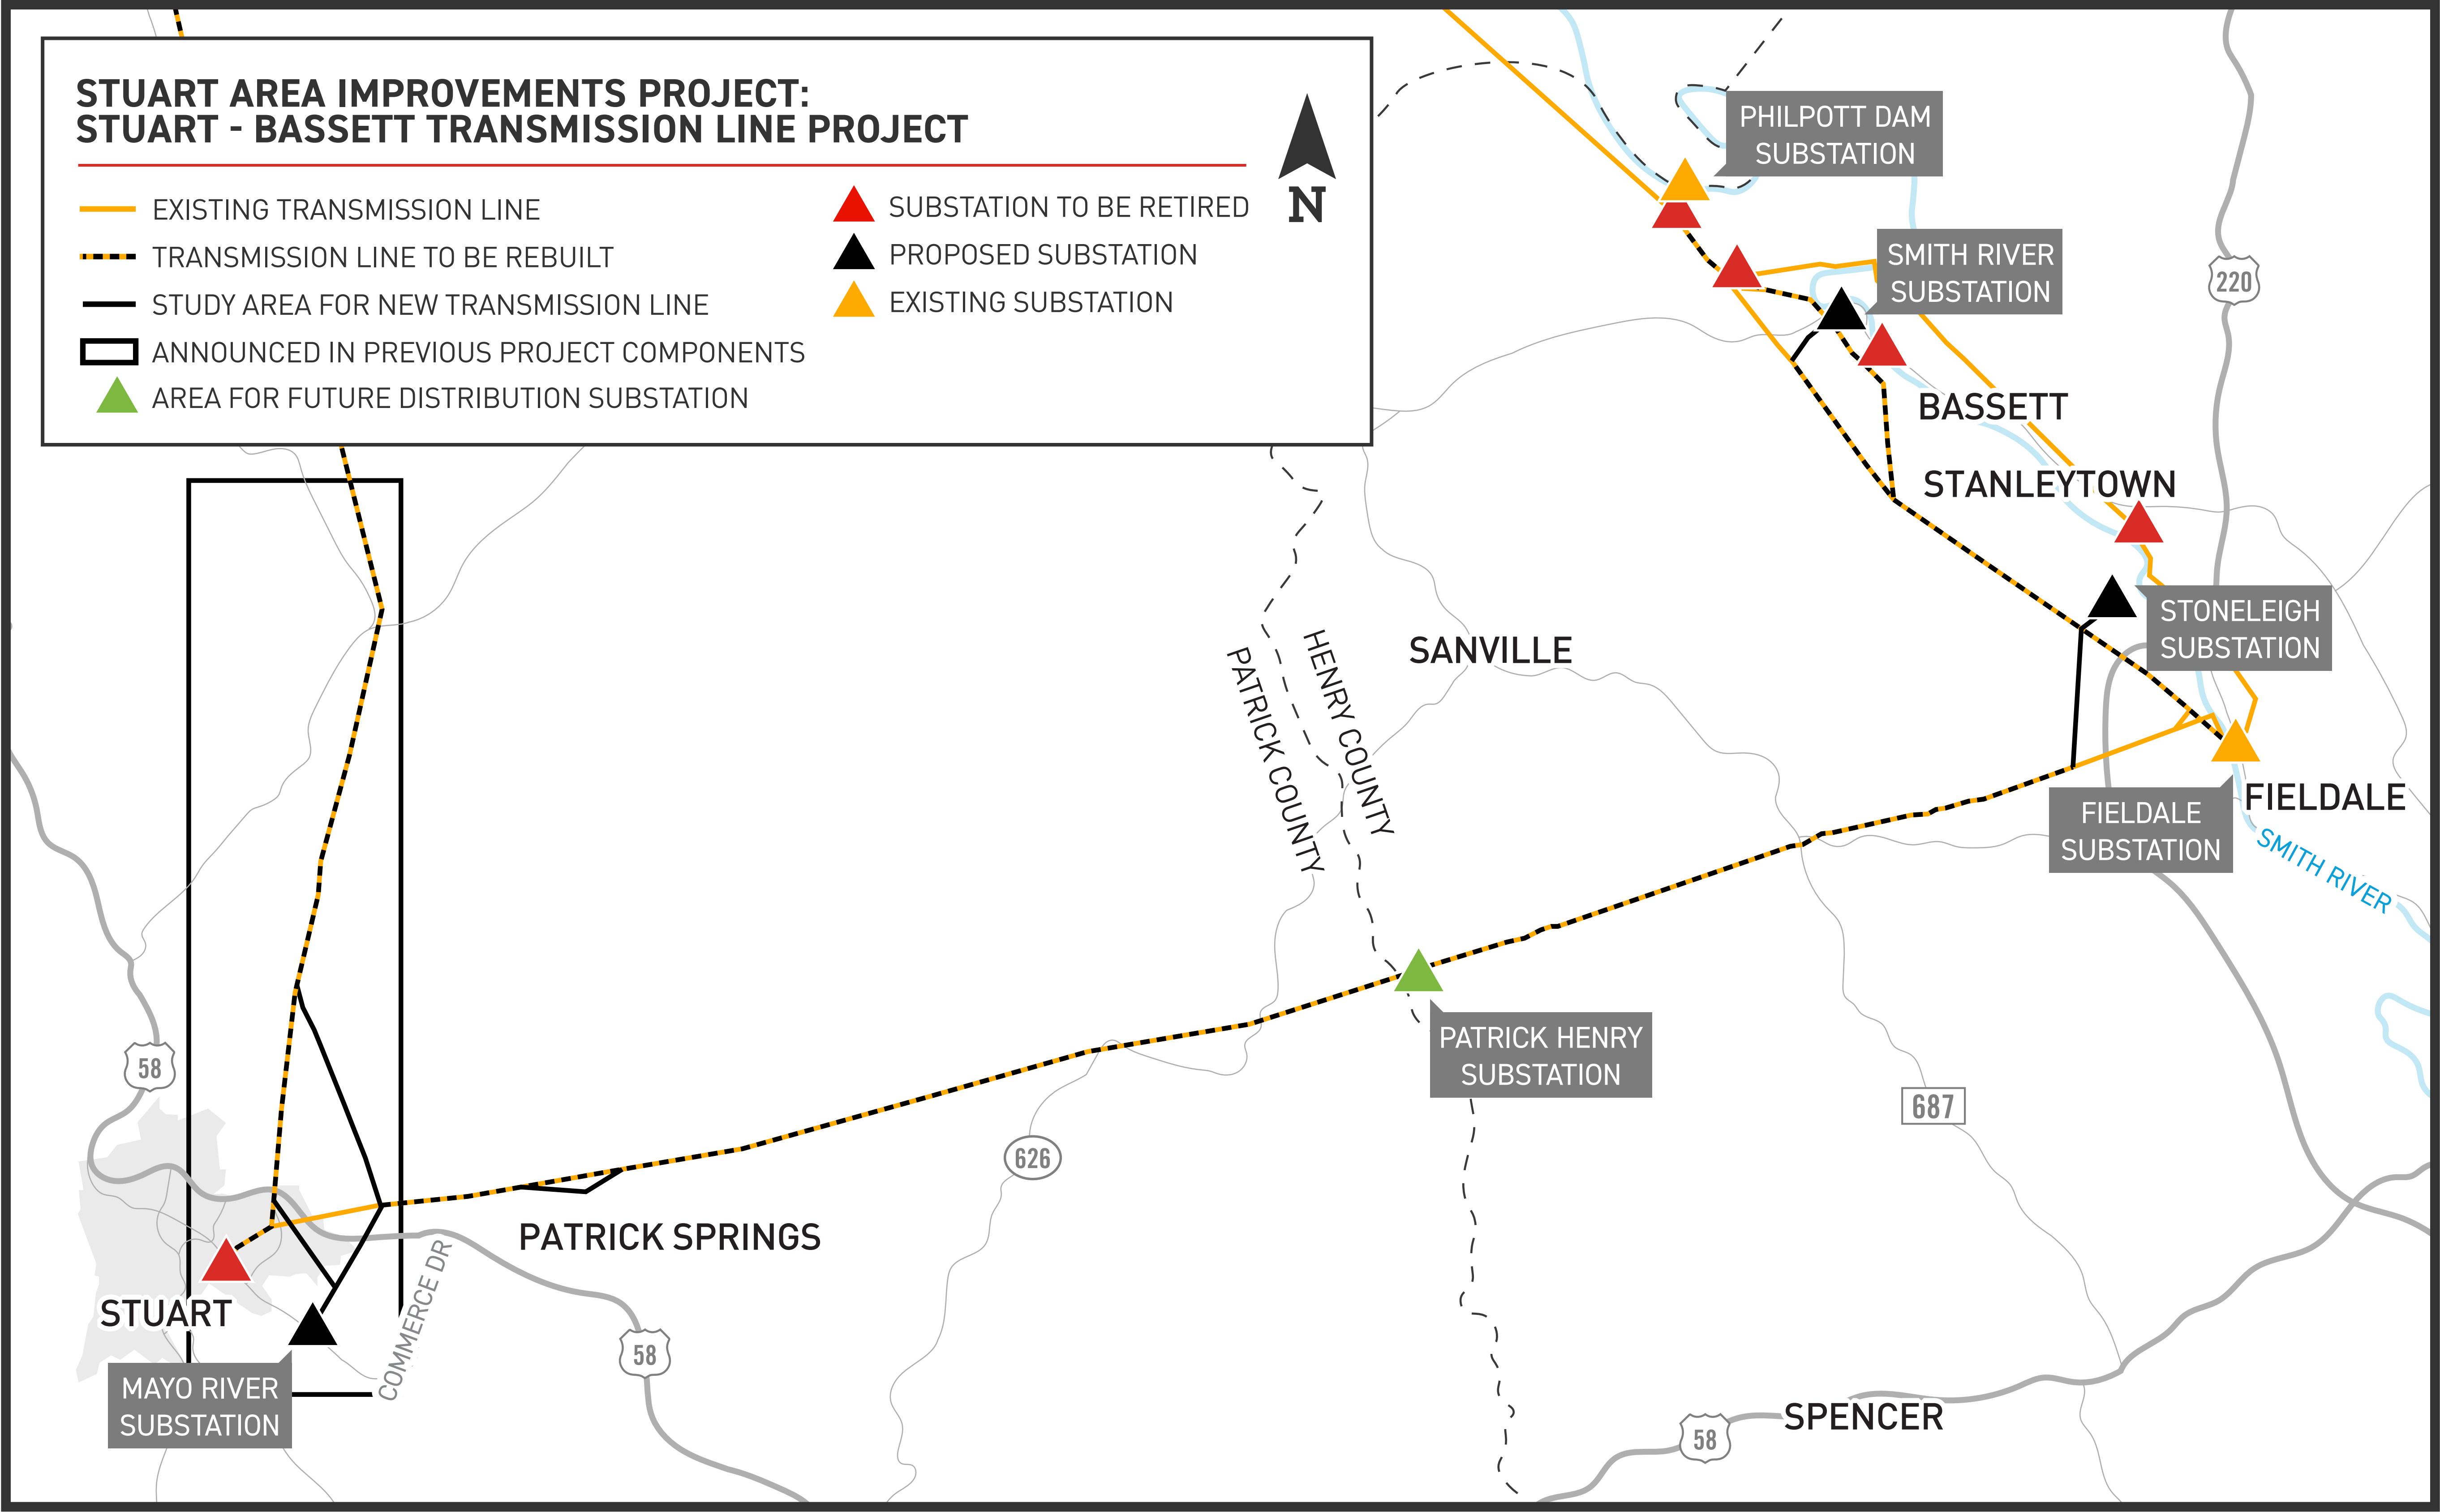 STUART AREA IMPROVEMENTS PROJECT:
STUART - BASSETT TRANSMISSION LINE PROJECT
N
EXISTING TRANSMISSION LINE
TRANSMISSION LINE TO BE REBUILT
STUDY AREA FOR NEW TRANSMISSION LINE
ANNOUNCED IN PREVIOUS PROJECT COMPONENTS
AREA FOR FUTURE DISTRIBUTION SUBSTATION
SUBSTATION TO BE RETIRED
PROPOSED SUBSTATION
EXISTING SUBSTATION
PHILPOTT DAM
SUBSTATION
SMITH RIVER
SUBSTATION
220
BASSETT
STANLEYTOWN
STONELEIGH
SUBSTATION
SANVILLE
HENRY COUNTY
PATRICK COUNTY
FIELDALE
FIELDALE
SUBSTATION
SMITH RIVER
PATRICK HENRY
SUBSTATION
58
626
687
PATRICK SPRINGS
COMMERCE DR
STUART
MAYO RIVER
SUBSTATION
58
58
SPENCER